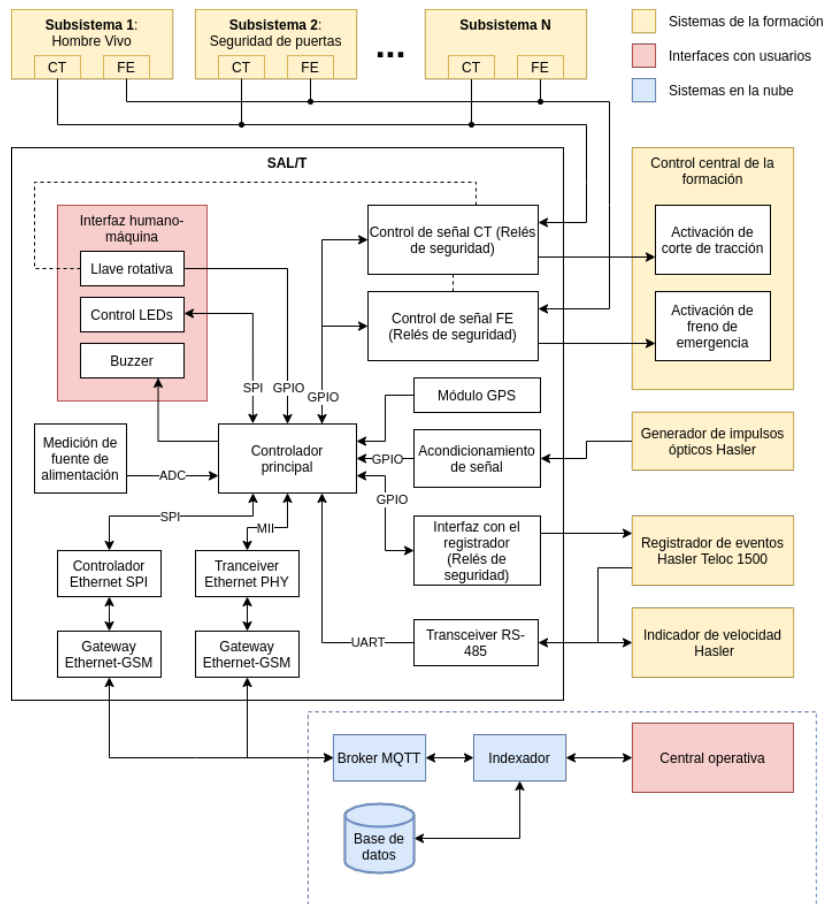 Subsistema 1:
Hombre Vivo
CT
FE
Subsistema 2:
Seguridad de puertas
CT
FE
...
Subsistema N
CT
FE
Sistemas de la formación
Interfaces con usuarios
Sistemas en la nube
SAL/T
Interfaz humano-
máquina
Llave rotativa
Control LEDs
Buzzer
Control de señal CT (Relés
de seguridad)
Control de señal FE
(Relés de seguridad)
Control central de la
formación
Activación de
corte de tracción
Activación de
freno de
emergencia
SPI
GPIO
GPIO
Módulo GPS
Medición de
fuente de
alimentación
ADC
Controlador
principal
GPIO
Acondicionamiento
de señal
Generador de impulsos
ópticos Hasler
GPIO
SPI
MII
Interfaz con el
registrador
(Relés de
seguridad)
Registrador de eventos
Hasler Teloc 1500
Controlador
Ethernet SPI
Tranceiver
Ethernet PHY
UART
Transceiver RS-
485
Indicador de velocidad
Hasler
Gateway
Ethernet-GSM
Gateway
Ethernet-GSM
Broker MQTT
Indexador
Central operativa
Base de
datos